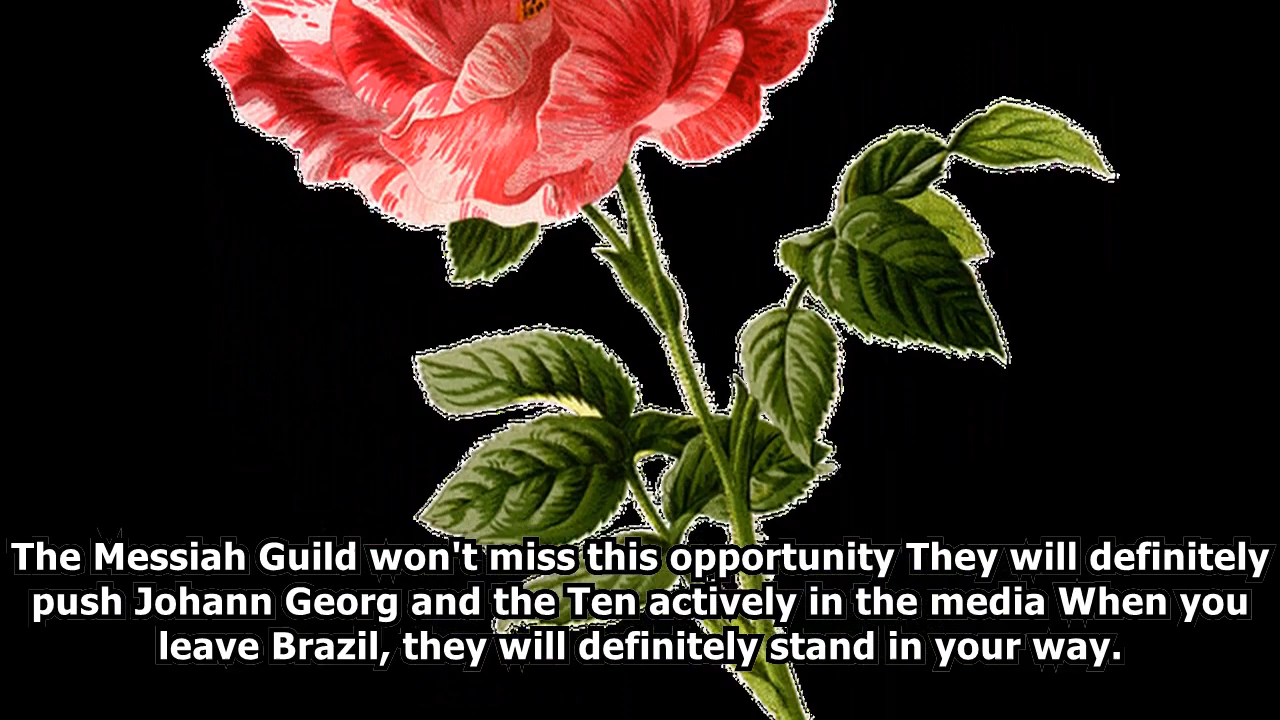 The Messiah Guild won't miss this opportunity They will definitely
push Johann Georg and the Ten actively in the media When you
leave Brazil, they will definitely stand in your way.